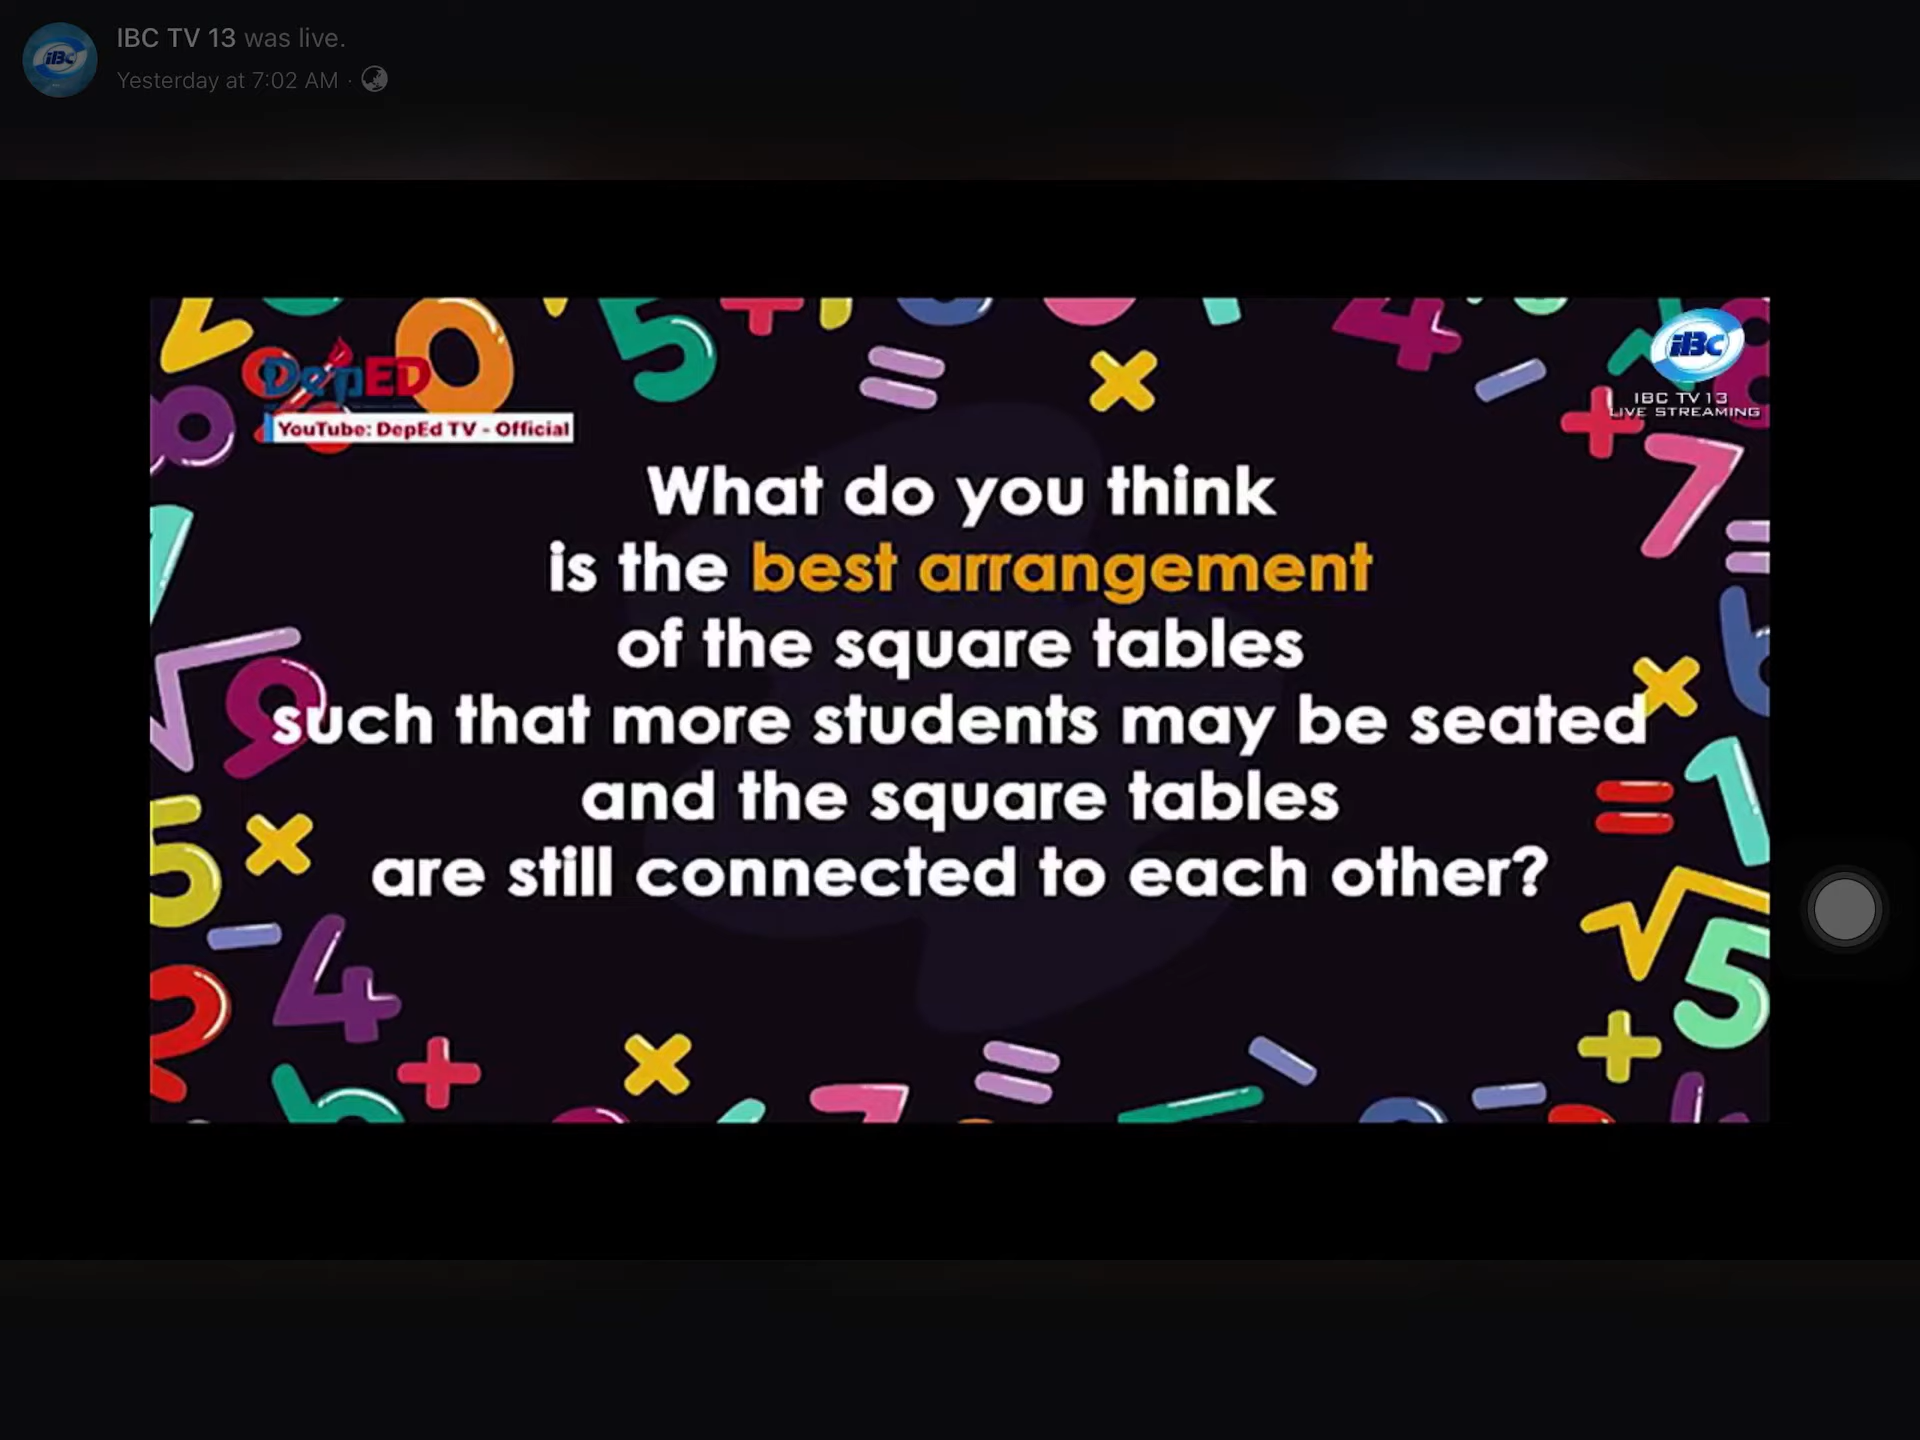 IBC TV 13 was live.
Yesterday at 7:02 AM ·
DepED
YouTube: DepEd TV - Official
iBC
IBC TV 13
LIVE STREAMING
What do you think
is the best arrangement
of the square tables
such that more students may be seated
and the square tables
are still connected to each other?